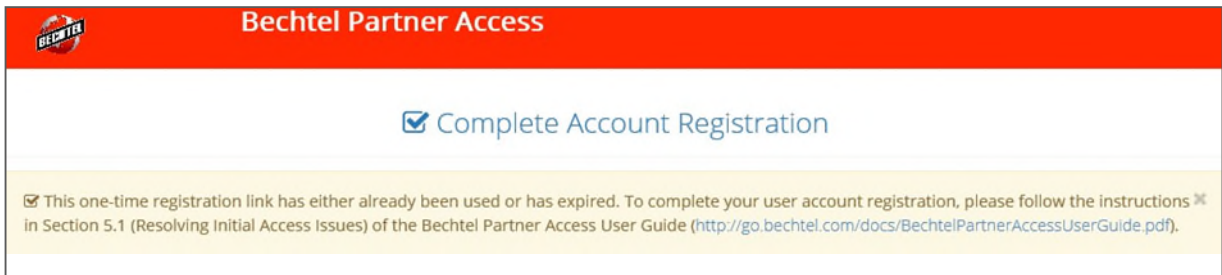 BECHTEL
Bechtel Partner Access
Complete Account Registration
This one-time registration link has either already been used or has expired. To complete your user account registration, please follow the instructions
in Section 5.1 (Resolving Initial Access Issues) of the Bechtel Partner Access User Guide (http://go.bechtel.com/docs/BechtelPartnerAccessUserGuide.pdf).